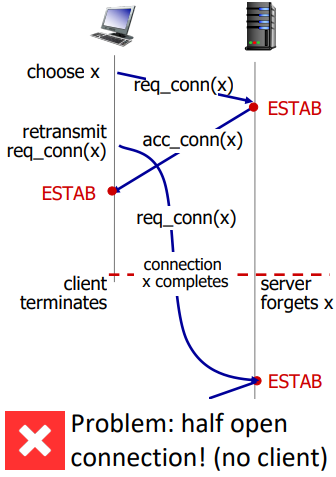 choose x
req_conn(x)
ESTAB
retransmit
req_conn(x)
acc_conn(x)
ESTAB
req_conn(x)
connection
x completes
client
terminates
server
forgets x
ESTAB
Problem: half open
connection! (no client)